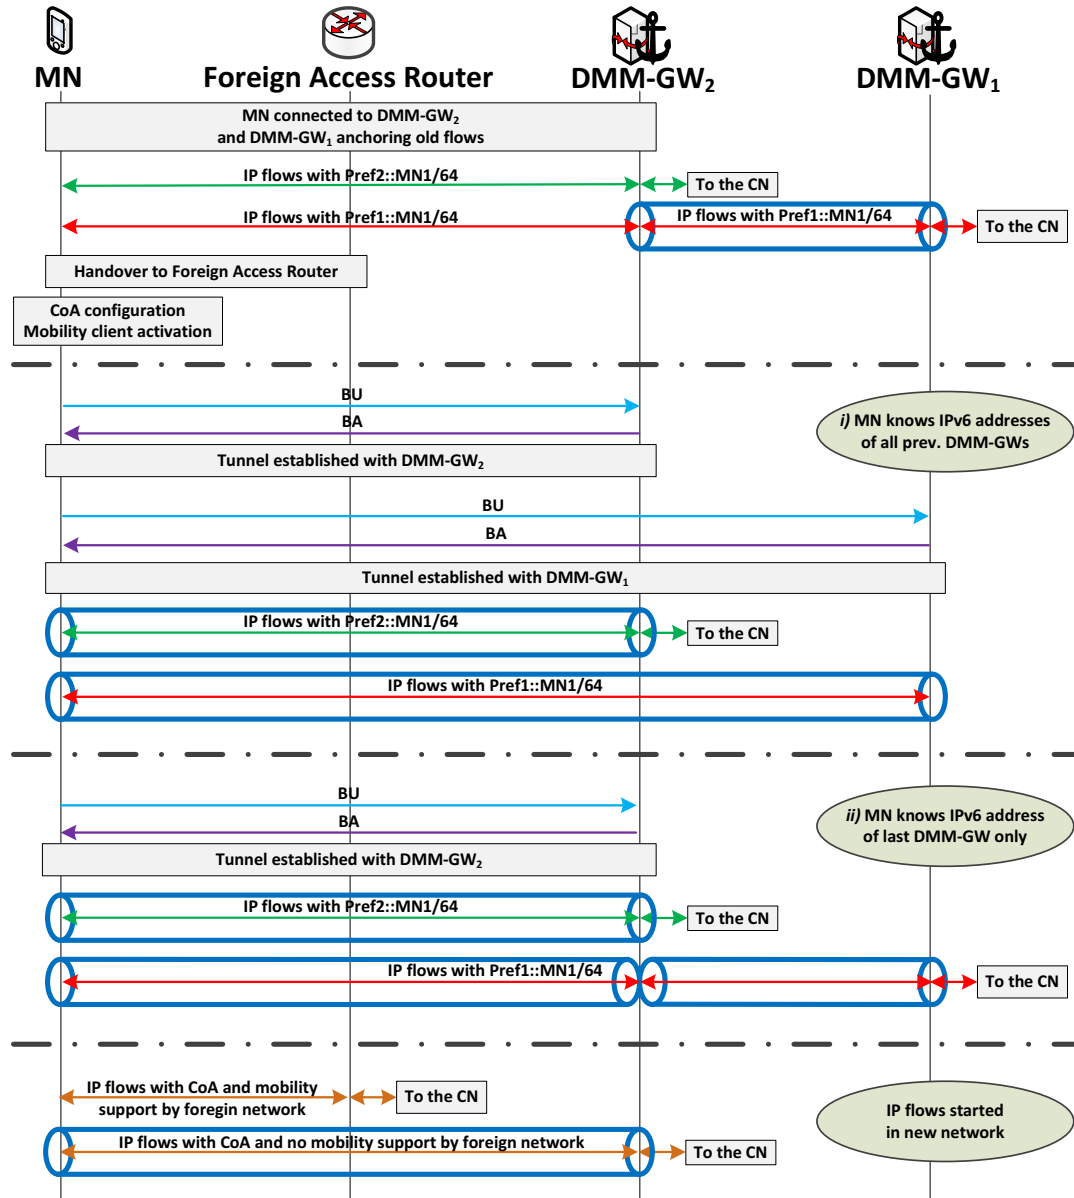 MN
Foreign Access Router
DMM-GW₂
DMM-GW₁
MN connected to DMM-GW₂
and DMM-GW₁ anchoring old flows
IP flows with Pref2::MN1/64
To the CN
IP flows with Pref1::MN1/64
IP flows with Pref1::MN1/64
To the CN
Handover to Foreign Access Router
CoA configuration
Mobility client activation
BU
BA
i) MN knows IPv6 addresses
of all prev. DMM-GWs
Tunnel established with DMM-GW₂
BU
BA
Tunnel established with DMM-GW₁
IP flows with Pref2::MN1/64
To the CN
IP flows with Pref1::MN1/64
BU
BA
ii) MN knows IPv6 address
of last DMM-GW only
Tunnel established with DMM-GW₂
IP flows with Pref2::MN1/64
To the CN
IP flows with Pref1::MN1/64
To the CN
IP flows with CoA and mobility
support by foregin network
To the CN
IP flows started
in new network
IP flows with CoA and no mobility support by foreign network
To the CN